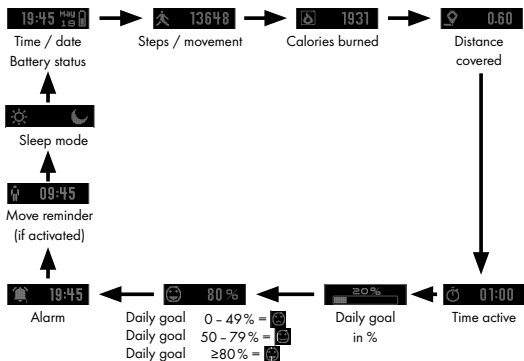 19:45 May 19
Time / date
Battery status
13648
Steps / movement
1931
Calories burned
0.60
Distance
covered
Sleep mode
09:45
Move reminder
(if activated)
19:45
Alarm
80%
Daily goal 0 – 49 % =
Daily goal 50 – 79 % =
Daily goal ≥80 % =
20%
Daily goal
in %
01:00
Time active